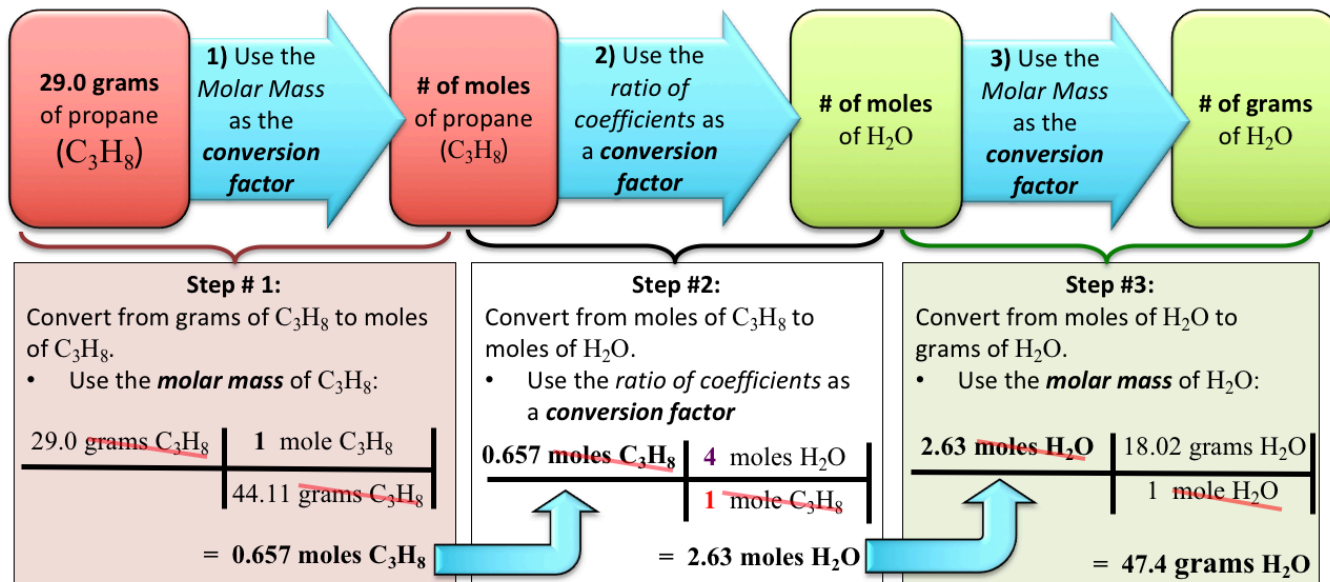 29.0 grams
of propane
(C₃H₈)
1) Use the
Molar Mass
as the
conversion
factor
# of moles
of propane
(C₃H₈)
2) Use the
ratio of
coefficients as
a conversion
factor
# of moles
of H₂O
3) Use the
Molar Mass
as the
conversion
factor
# of grams
of H₂O
Step # 1:
Convert from grams of C₃H₈ to moles
of C₃H₈.
• Use the molar mass of C₃H₈:
29.0 grams C₃H₈ 1 mole C₃H₈
44.11 grams C₃H₈
= 0.657 moles C₃H₈
Step #2:
Convert from moles of C₃H₈ to
moles of H₂O.
• Use the ratio of coefficients as
a conversion factor
0.657 moles C₃H₈ 4 moles H₂O
1 mole C₃H₈
= 2.63 moles H₂O
Step #3:
Convert from moles of H₂O to
grams of H₂O.
• Use the molar mass of H₂O:
2.63 moles H₂O 18.02 grams H₂O
1 mole H₂O
= 47.4 grams H₂O